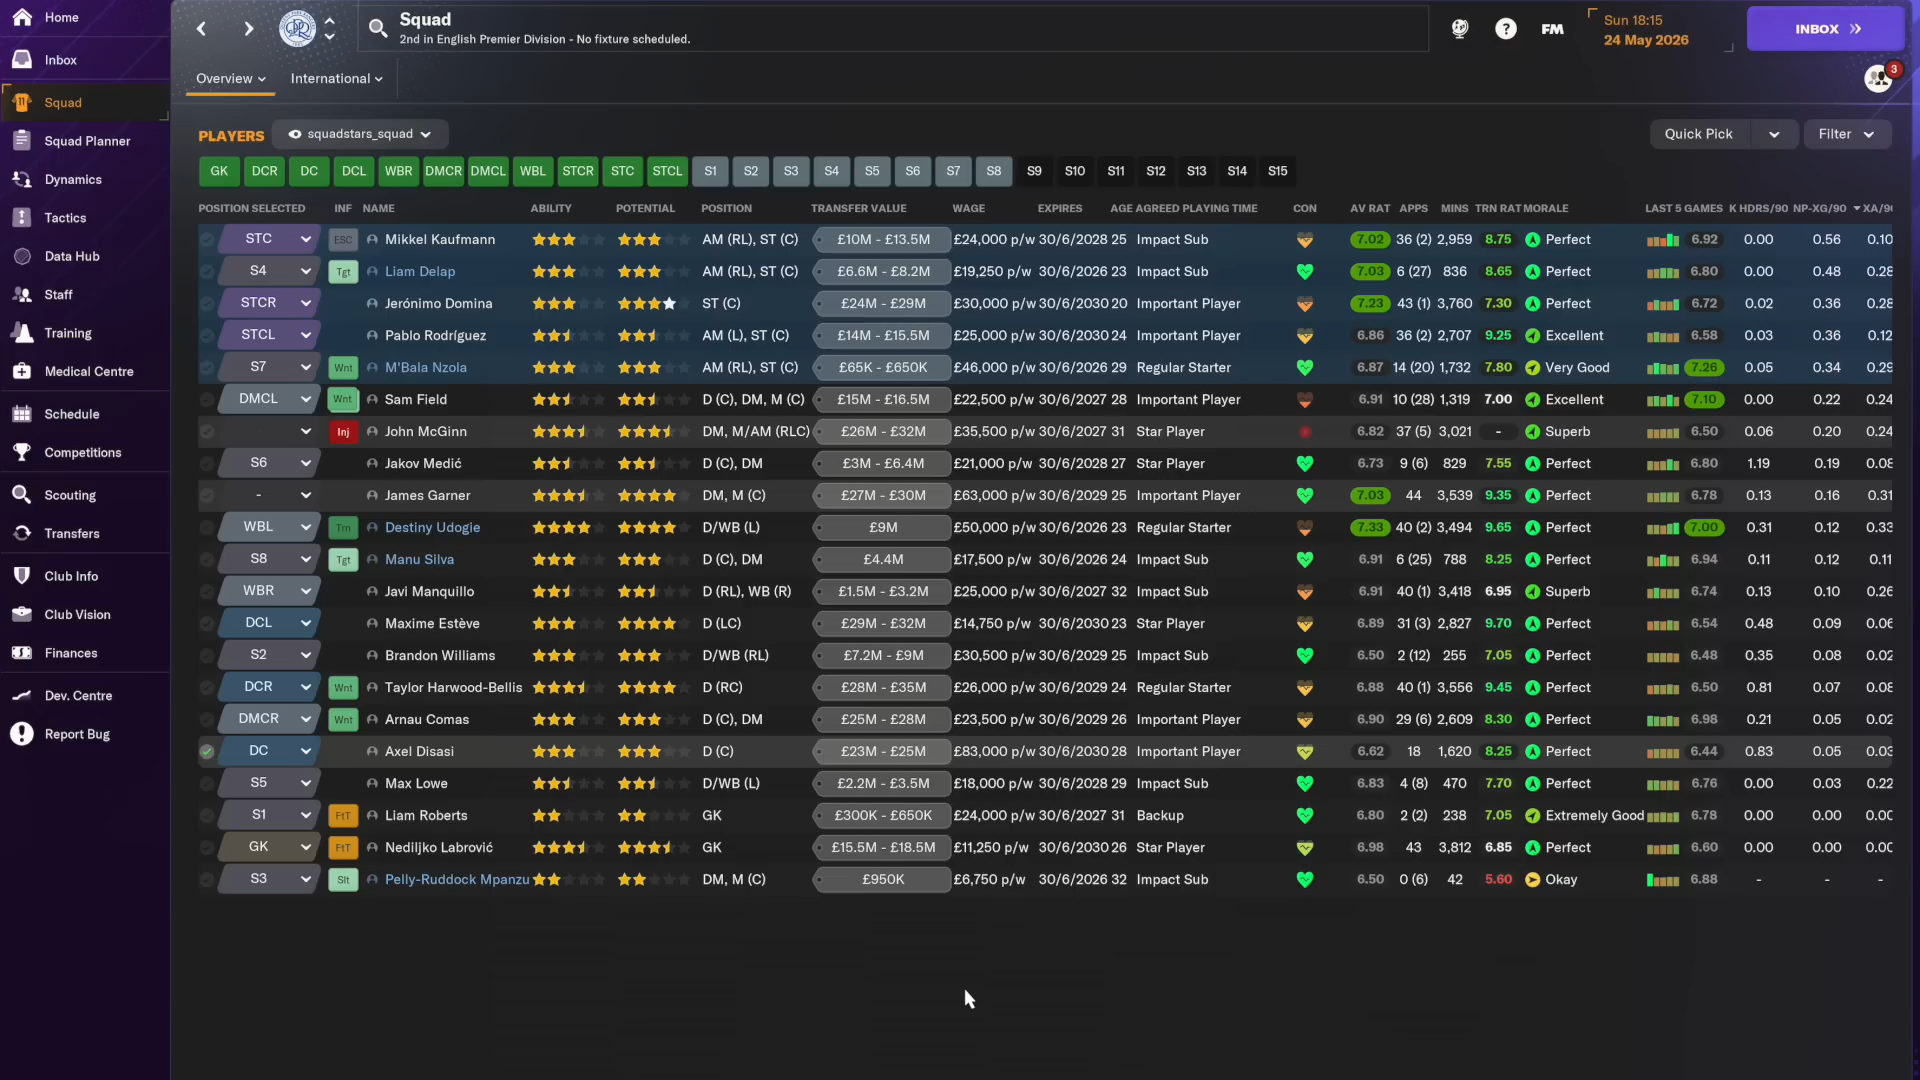 Home
Inbox
Squad
Squad Planner
Dynamics
Tactics
Data Hub
Staff
Training
Medical Centre
Schedule
Competitions
Scouting
Transfers
Club Info
Club Vision
Finances
Dev. Centre
Report Bug
Squad
2nd in English Premier Division - No fixture scheduled.
FM
Sun 18:15
24 May 2026
INBOX
3
Overview International
PLAYERS squadstars_squad Quick Pick Filter
GK DCR DC DCL WBR DMCR DMCL WBL STCR STC STCL S1 S2 S3 S4 S5 S6 S7 S8 S9 S10 S11 S12 S13 S14 S15
POSITION SELECTED INF NAME ABILITY POTENTIAL POSITION TRANSFER VALUE WAGE EXPIRES AGE AGREED PLAYING TIME CON AV RAT APPS MINS TRN RAT MORALE LAST 5 GAMES K HDRS/90 NP-XG/90 XA/90
STC ESC Mikkel Kaufmann AM (RL), ST (C) £10M - £13.5M £24,000 p/w 30/6/2028 25 Impact Sub 7.02 36 (2) 2,959 8.75 Perfect 6.92 0.00 0.56 0.10
S4 Tgt Liam Delap AM (RL), ST (C) £6.6M - £8.2M £19,250 p/w 30/6/2026 23 Impact Sub 7.03 6 (27) 836 8.65 Perfect 6.80 0.00 0.48 0.28
STCR Jerónimo Domina ST (C) £24M - £29M £30,000 p/w 30/6/2030 20 Important Player 7.23 43 (1) 3,760 7.30 Perfect 6.72 0.02 0.36 0.28
STCL Pablo Rodríguez AM (L), ST (C) £14M - £15.5M £25,000 p/w 30/6/2030 24 Important Player 6.86 36 (2) 2,707 9.25 Excellent 6.58 0.03 0.36 0.12
S7 Wnt M'Bala Nzola AM (RL), ST (C) £65K - £650K £46,000 p/w 30/6/2026 29 Regular Starter 6.87 14 (20) 1,732 7.80 Very Good 7.26 0.05 0.34 0.29
DMCL Wnt Sam Field D (C), DM, M (C) £15M - £16.5M £22,500 p/w 30/6/2027 28 Important Player 6.91 10 (28) 1,319 7.00 Excellent 7.10 0.00 0.22 0.24
Inj John McGinn DM, M/AM (RLC) £26M - £32M £35,500 p/w 30/6/2027 31 Star Player 6.82 37 (5) 3,021 - Superb 6.50 0.06 0.20 0.24
S6 Jakov Medić D (C), DM £3M - £6.4M £21,000 p/w 30/6/2028 27 Star Player 6.73 9 (6) 829 7.55 Perfect 6.80 1.19 0.19 0.08
- James Garner DM, M (C) £27M - £30M £63,000 p/w 30/6/2029 25 Important Player 7.03 44 3,539 9.35 Perfect 6.78 0.13 0.16 0.31
WBL Trn Destiny Udogie D/WB (L) £9M £50,000 p/w 30/6/2026 23 Regular Starter 7.33 40 (2) 3,494 9.65 Perfect 7.00 0.31 0.12 0.33
S8 Tgt Manu Silva D (C), DM £4.4M £17,500 p/w 30/6/2026 24 Impact Sub 6.91 6 (25) 788 8.25 Perfect 6.94 0.11 0.12 0.11
WBR Javi Manquillo D (RL), WB (R) £1.5M - £3.2M £25,000 p/w 30/6/2027 32 Impact Sub 6.91 40 (1) 3,418 6.95 Superb 6.74 0.13 0.10 0.26
DCL Maxime Estève D (LC) £29M - £32M £14,750 p/w 30/6/2030 23 Star Player 6.89 31 (3) 2,827 9.70 Perfect 6.54 0.48 0.09 0.06
S2 Brandon Williams D/WB (RL) £7.2M - £9M £30,500 p/w 30/6/2029 25 Impact Sub 6.50 2 (12) 255 7.05 Perfect 6.48 0.35 0.08 0.02
DCR Wnt Taylor Harwood-Bellis D (RC) £28M - £35M £26,000 p/w 30/6/2029 24 Regular Starter 6.88 40 (1) 3,556 9.45 Perfect 6.50 0.81 0.07 0.08
DMCR Wnt Arnau Comas D (C), DM £25M - £28M £23,500 p/w 30/6/2029 26 Important Player 6.90 29 (6) 2,609 8.30 Perfect 6.98 0.21 0.05 0.02
DC Axel Disasi D (C) £23M - £25M £83,000 p/w 30/6/2030 28 Important Player 6.62 18 1,620 8.25 Perfect 6.44 0.83 0.05 0.03
S5 Max Lowe D/WB (L) £2.2M - £3.5M £18,000 p/w 30/6/2028 29 Impact Sub 6.83 4 (8) 470 7.70 Perfect 6.76 0.00 0.03 0.22
S1 FtT Liam Roberts GK £300K - £650K £24,000 p/w 30/6/2027 31 Backup 6.80 2 (2) 238 7.05 Extremely Good 6.78 0.00 0.00 0.00
GK FtT Nediljko Labrović GK £15.5M - £18.5M £11,250 p/w 30/6/2030 26 Star Player 6.98 43 3,812 6.85 Perfect 6.60 0.00 0.00 0.00
S3 Slt Pelly-Ruddock Mpanzu DM, M (C) £950K £6,750 p/w 30/6/2026 32 Impact Sub 6.50 0 (6) 42 5.60 Okay 6.88 - - -